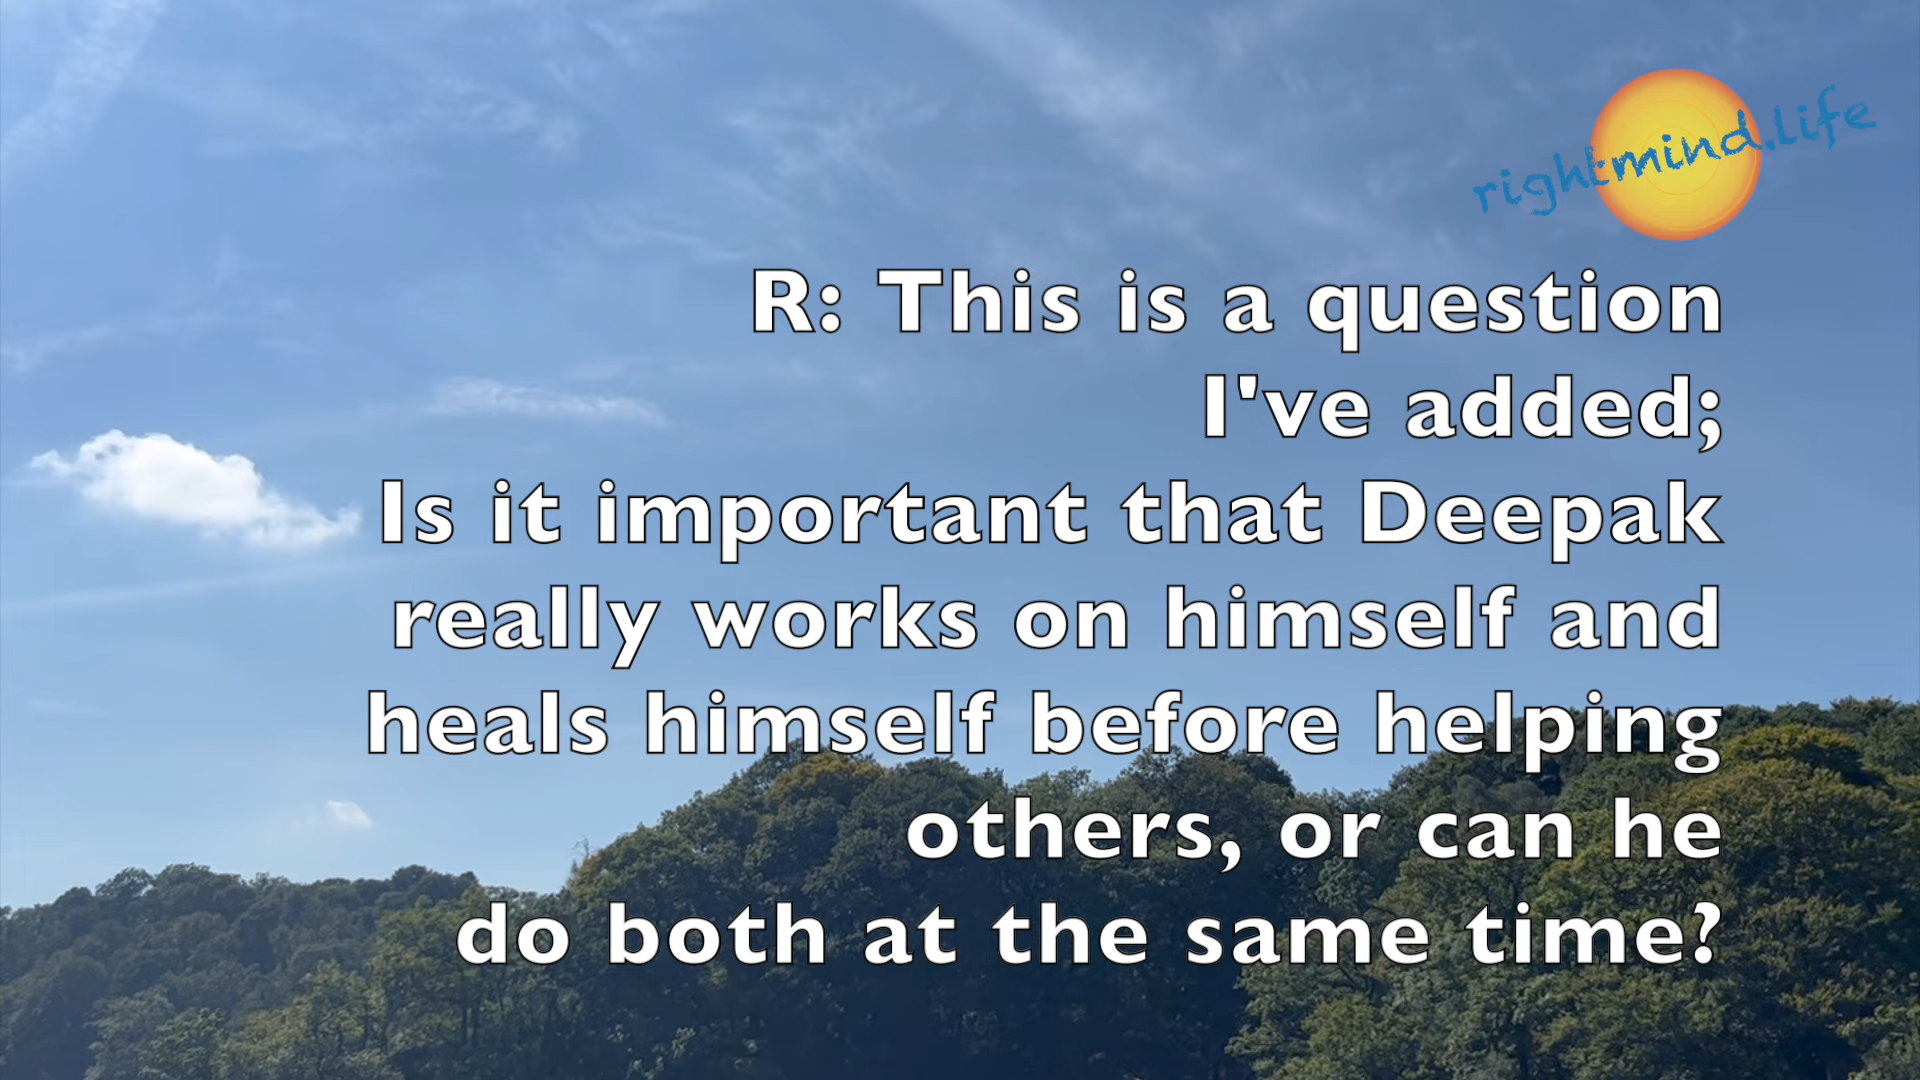 rightmind.life
R: This is a question
I've added;
Is it important that Deepak
really works on himself and
heals himself before helping
others, or can he
do both at the same time?